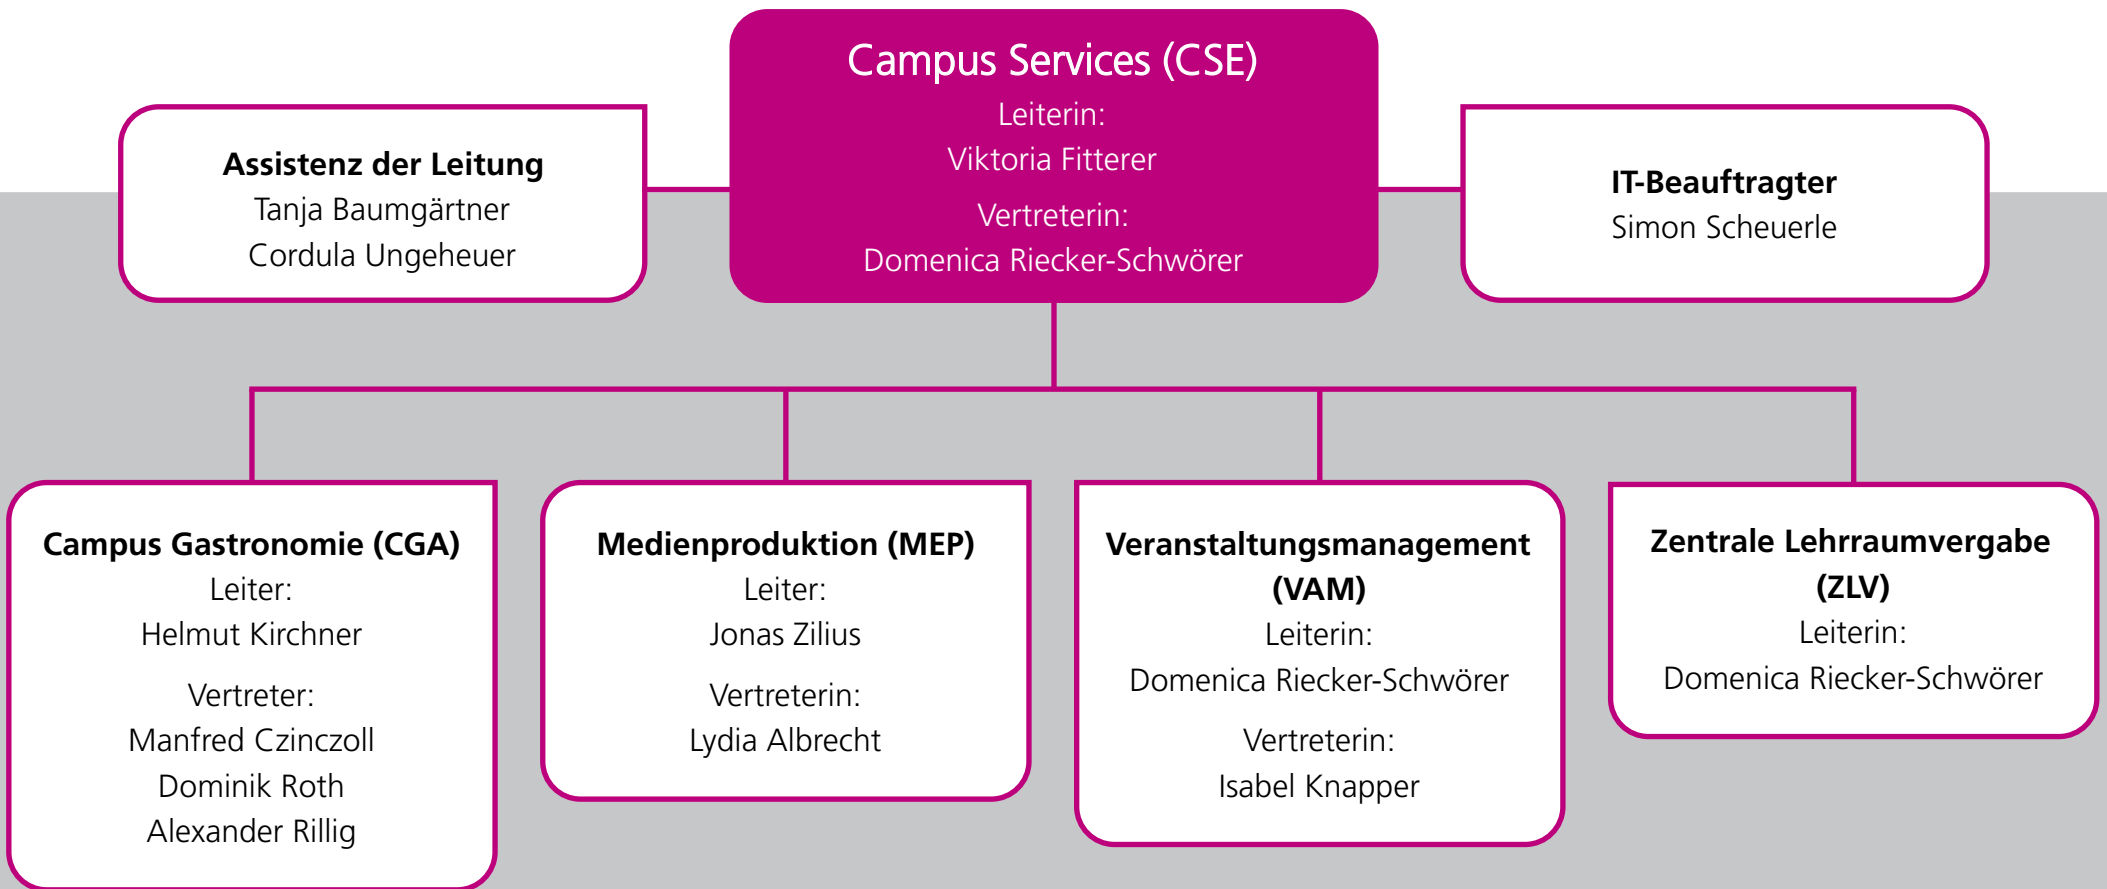 Campus Services (CSE)
Leiterin:
Viktoria Fitterer
Vertreterin:
Domenica Riecker-Schwörer
Assistenz der Leitung
Tanja Baumgärtner
Cordula Ungeheuer
IT-Beauftragter
Simon Scheuerle
Campus Gastronomie (CGA)
Leiter:
Helmut Kirchner
Vertreter:
Manfred Czinczoll
Dominik Roth
Alexander Rillig
Medienproduktion (MEP)
Leiter:
Jonas Zilius
Vertreterin:
Lydia Albrecht
Veranstaltungsmanagement
(VAM)
Leiterin:
Domenica Riecker-Schwörer
Vertreterin:
Isabel Knapper
Zentrale Lehrraumvergabe
(ZLV)
Leiterin:
Domenica Riecker-Schwörer